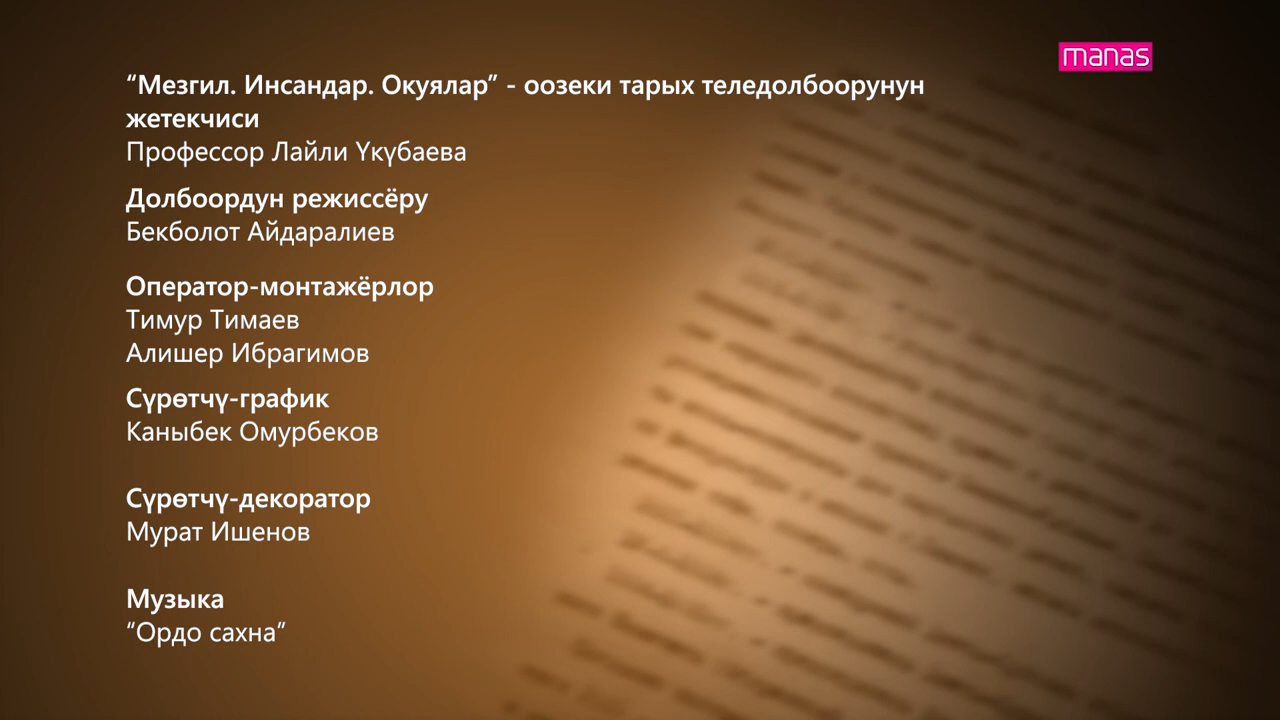 manas
“Мезгил. Инсандар. Окуялар” - оозеки тарых теледолбоорунун
жетекчиси
Профессор Лайли Үкүбаева
Долбоордун режиссёру
Бекболот Айдаралиев
Оператор-монтажёрлор
Тимур Тимаев
Алишер Ибрагимов
Сүрөтчү-график
Каныбек Омурбеков
Сүрөтчү-декоратор
Мурат Ишенов
Музыка
“Ордо сахна”